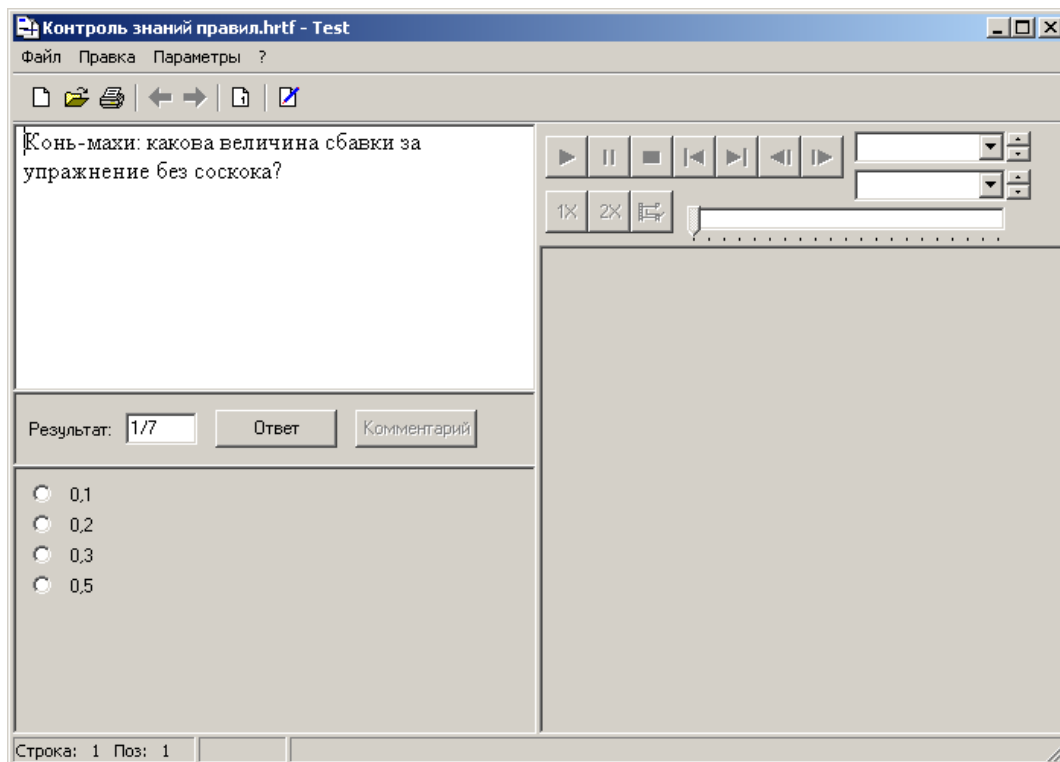 Контроль знаний правил.hrtf - Test
Файл Правка Параметры ?
Конь-махи: какова величина сбавки за
упражнение без соскока?
1X 2X
Результат: 1/7 Ответ Комментарий
0,1
0,2
0,3
0,5
Строка: 1 Поз: 1